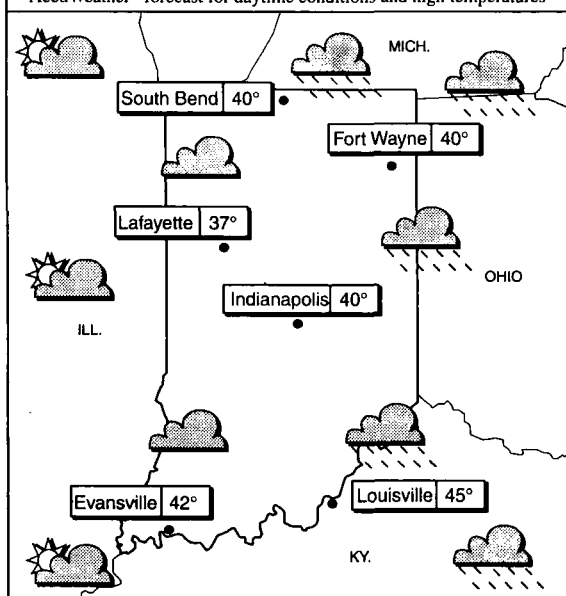 AccuWeather® forecast for daytime conditions and high temperatures
MICH.
South Bend 40°
Fort Wayne 40°
Lafayette 37°
OHIO
Indianapolis 40°
ILL.
Evansville 42°
Louisville 45°
KY.